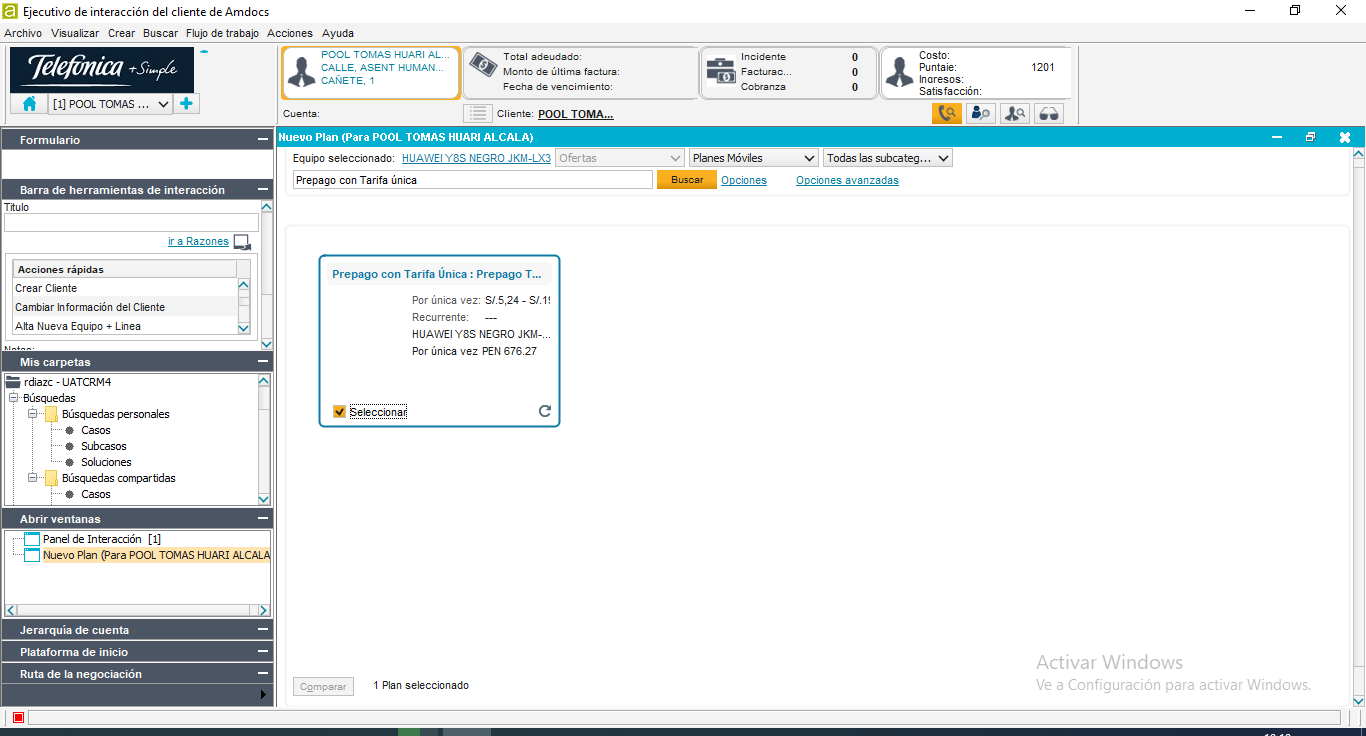 Ejecutivo de interacción del cliente de Amdocs
Archivo Visualizar Crear Buscar Flujo de trabajo Acciones Ayuda
Telefónica +Simple
[1] POOL TOMAS ...
POOL TOMAS HUARI AL...
CALLE, ASENT HUMAN...
CAÑETE, 1
Total adeudado:
Monto de última factura:
Fecha de vencimiento:
Incidente 0
Facturac... 0
Cobranza 0
Costo:
Puntaje: 1201
Ingresos:
Satisfacción:
Cuenta:
Cliente: POOL TOMA...
Formulario
Barra de herramientas de interacción
Título
ir a Razones
Acciones rápidas
Crear Cliente
Cambiar Información del Cliente
Alta Nueva Equipo + Linea
Notas:
Mis carpetas
rdiazc - UATCRM4
Búsquedas
Búsquedas personales
Casos
Subcasos
Soluciones
Búsquedas compartidas
Casos
Abrir ventanas
Panel de Interacción [1]
Nuevo Plan (Para POOL TOMAS HUARI ALCALA
Jerarquía de cuenta
Plataforma de inicio
Ruta de la negociación
Nuevo Plan (Para POOL TOMAS HUARI ALCALA)
Equipo seleccionado: HUAWEI Y8S NEGRO JKM-LX3 Ofertas Planes Móviles Todas las subcateg...
Prepago con Tarifa única Buscar Opciones Opciones avanzadas
Prepago con Tarifa Única : Prepago T...
Por única vez: S/.5,24 - S/.1
Recurrente: ---
HUAWEI Y8S NEGRO JKM-...
Por única vez PEN 676.27
Seleccionar
Comparar 1 Plan seleccionado
Activar Windows
Ve a Configuración para activar Windows.